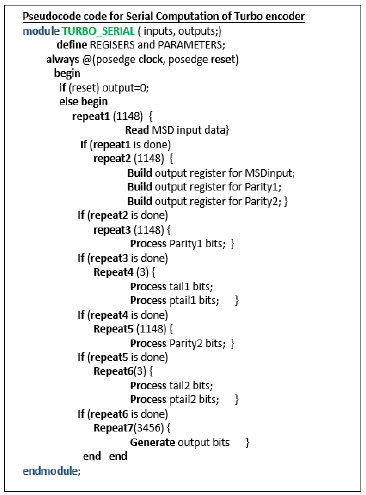 Pseudocode code for Serial Computation of Turbo encoder
module TURBO_SERIAL ( inputs, outputs;)
define REGISERS and PARAMETERS;
always @(posedge clock, posedge reset)
begin
if (reset) output=0;
else begin
repeat1 (1148) {
Read MSD input data}
If (repeat1 is done)
repeat2 (1148) {
Build output register for MSDinput;
Build output register for Parity1;
Build output register for Parity2; }
If (repeat2 is done)
repeat3 (1148) {
Process Parity1 bits; }
If (repeat3 is done)
Repeat4 (3) {
Process tail1 bits;
Process ptail1 bits; }
If (repeat4 is done)
Repeat5 (1148) {
Process Parity2 bits; }
If (repeat5 is done)
Repeat6(3) {
Process tail2 bits;
Process ptail2 bits; }
If (repeat6 is done)
Repeat7(3456) {
Generate output bits }
end end
endmodule;